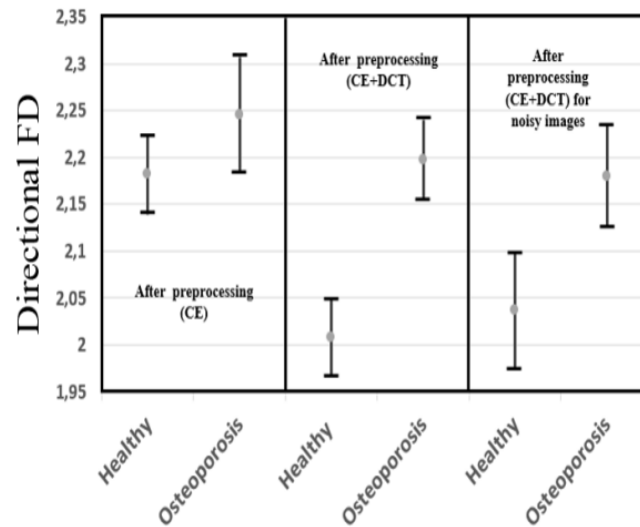 Directional FD
2,35
2,3
2,25
2,2
2,15
2,1
2,05
2
1,95
After preprocessing
(CE)
After preprocessing
(CE+DCT)
After
preprocessing
(CE+DCT) for
noisy images
Healthy
Osteoporosis
Healthy
Osteoporosis
Healthy
Osteoporosis